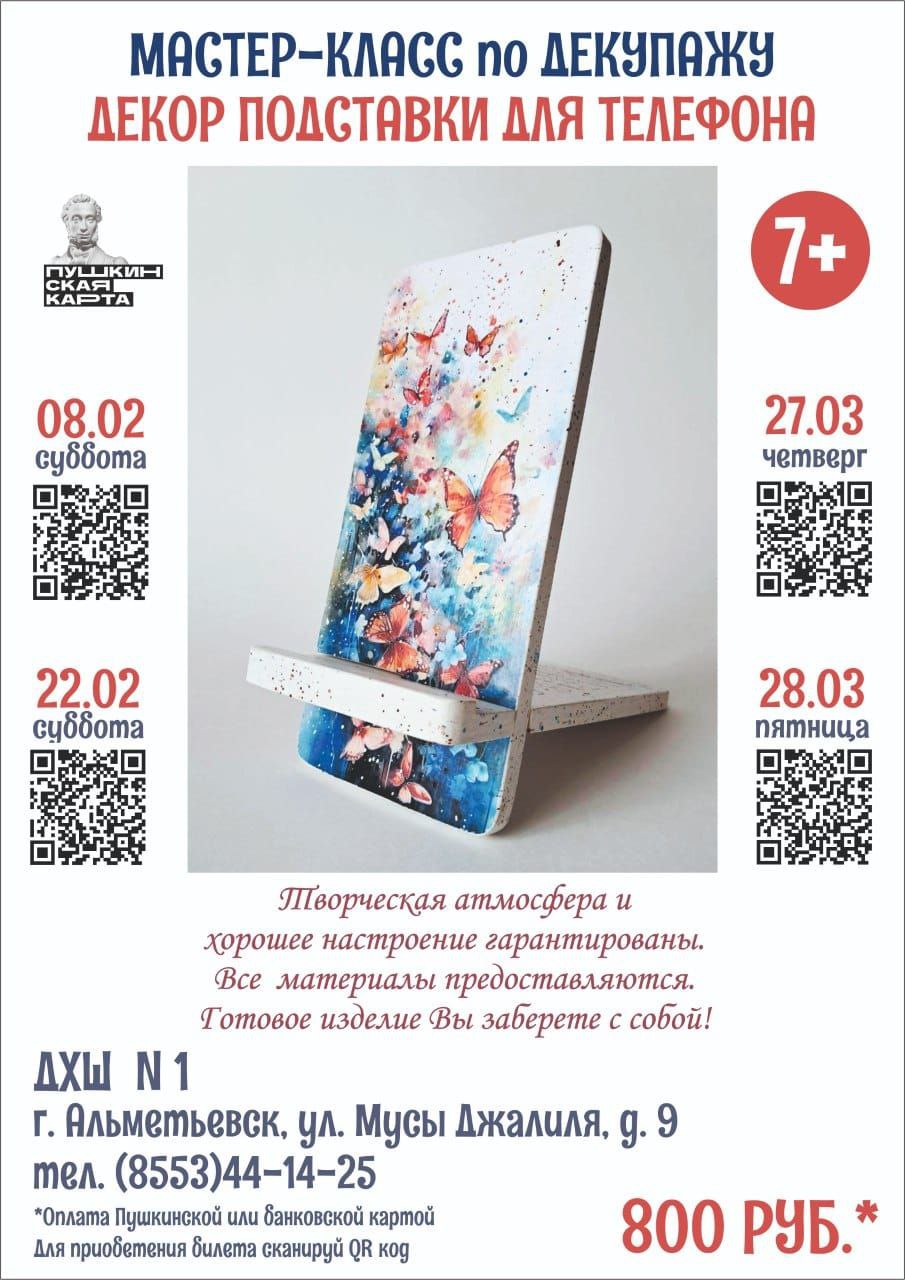 МАСТЕР-КЛАСС по ДЕКУПАЖУ
ДЕКОР ПОДСТАВКИ ДЛЯ ТЕЛЕФОНА
ПУШКИН
СКАЯ
КАРТА
7+
08.02
суббота
27.03
четверг
22.02
суббота
28.03
пятница
Творческая атмосфера и
хорошее настроение гарантированы.
Все материалы предоставляются.
Готовое изделие Вы заберете с собой!
ДХШ N 1
г. Альметьевск, ул. Мусы Джалиля, д. 9
тел. (8553)44-14-25
*Оплата Пушкинской или банковской картой
Для приобетения билета сканируй QR код
800 РУБ.*